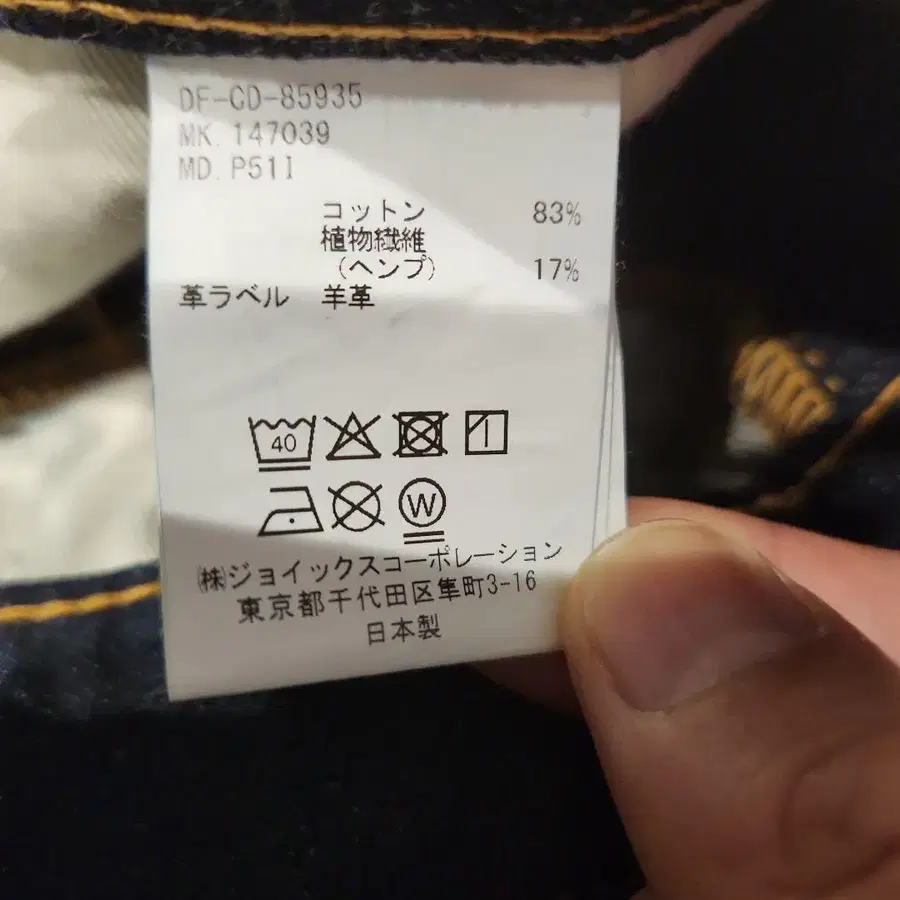 DF-CD-85935
MK.147039
MD.P51I
コットン 83%
植物繊維
(ヘンプ) 17%
革ラベル 羊革
40
W
㈱ジョイックスコーポレーション
東京都千代田区隼町3-16
日本製